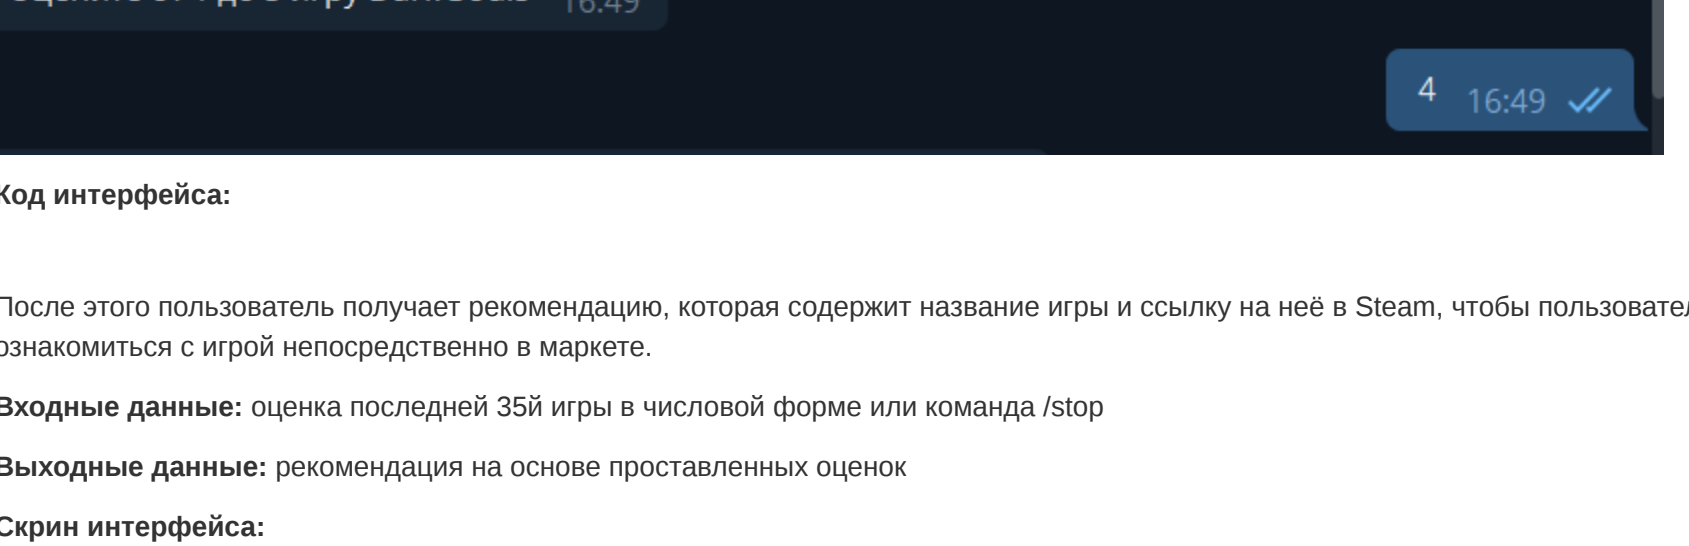 16:49
4 16:49
Код интерфейса:
После этого пользователь получает рекомендацию, которая содержит название игры и ссылку на неё в Steam, чтобы
ознакомиться с игрой непосредственно в маркете.
Входные данные: оценка последней 35й игры в числовой форме или команда /stop
Выходные данные: рекомендация на основе проставленных оценок
Скрин интерфейса: